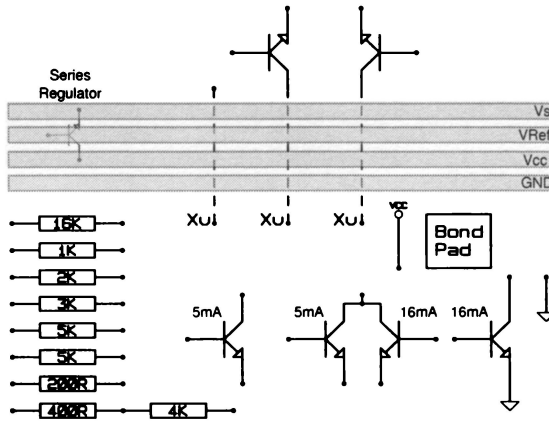 Series
Regulator
Vs
VRef
Vcc
GND
XU XU XU VCC
16K
Bond
Pad
1K
2K
3K
5K
5K
200R
400R 4K
5mA 5mA 16mA 16mA